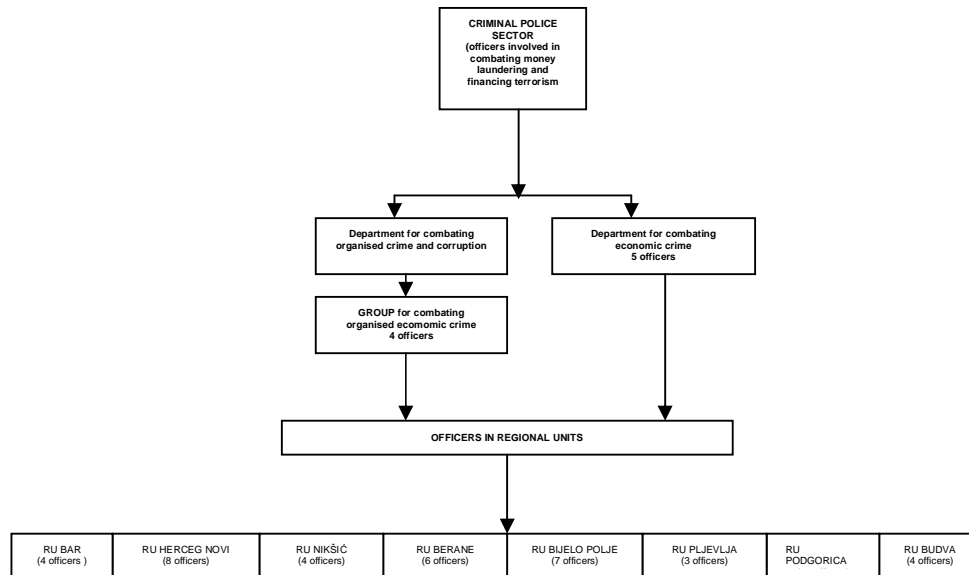 CRIMINAL POLICE
SECTOR
(officers involved in
combating money
laundering and
financing terrorism
Department for combating
organised crime and corruption
Department for combating
economic crime
5 officers
GROUP for combating
organised ecomomic crime
4 officers
OFFICERS IN REGIONAL UNITS
RU BAR
(4 officers )
RU HERCEG NOVI
(8 officers)
RU NIKŠIĆ
(4 officers)
RU BERANE
(6 officers)
RU BIJELO POLJE
(7 officers)
RU PLJEVLJA
(3 officers)
RU
PODGORICA
RU BUDVA
(4 officers)